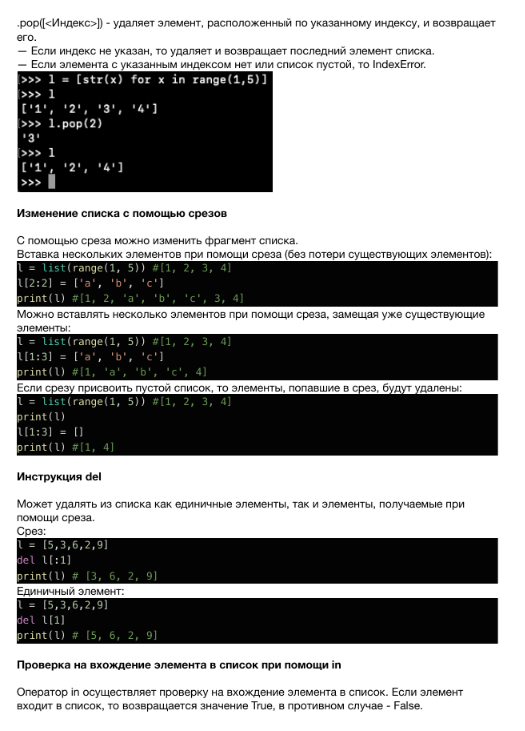 .pop([<Индекс>]) - удаляет элемент, расположенный по указанному индексу, и возвращает
его.
— Если индекс не указан, то удаляет и возвращает последний элемент списка.
— Если элемента с указанным индексом нет или список пустой, то IndexError.
>>> l = [str(x) for x in range(1,5)]
>>> l
['1', '2', '3', '4']
>>> l.pop(2)
'3'
>>> l
['1', '2', '4']
>>>
Изменение списка с помощью срезов
С помощью среза можно изменить фрагмент списка.
Вставка нескольких элементов при помощи среза (без потери существующих элементов):
l = list(range(1, 5)) #[1, 2, 3, 4]
l[2:2] = ['a', 'b', 'c']
print(l) #[1, 2, 'a', 'b', 'c', 3, 4]
Можно вставлять несколько элементов при помощи среза, замещая уже существующие
элементы:
l = list(range(1, 5)) #[1, 2, 3, 4]
l[1:3] = ['a', 'b', 'c']
print(l) #[1, 'a', 'b', 'c', 4]
Если срезу присвоить пустой список, то элементы, попавшие в срез, будут удалены:
l = list(range(1, 5)) #[1, 2, 3, 4]
print(l)
l[1:3] = []
print(l) #[1, 4]
Инструкция del
Может удалять из списка как единичные элементы, так и элементы, получаемые при
помощи среза.
Срез:
l = [5,3,6,2,9]
del l[:1]
print(l) # [3, 6, 2, 9]
Единичный элемент:
l = [5,3,6,2,9]
del l[1]
print(l) # [5, 6, 2, 9]
Проверка на вхождение элемента в список при помощи in
Оператор in осуществляет проверку на вхождение элемента в список. Если элемент
входит в список, то возвращается значение True, в противном случае - False.